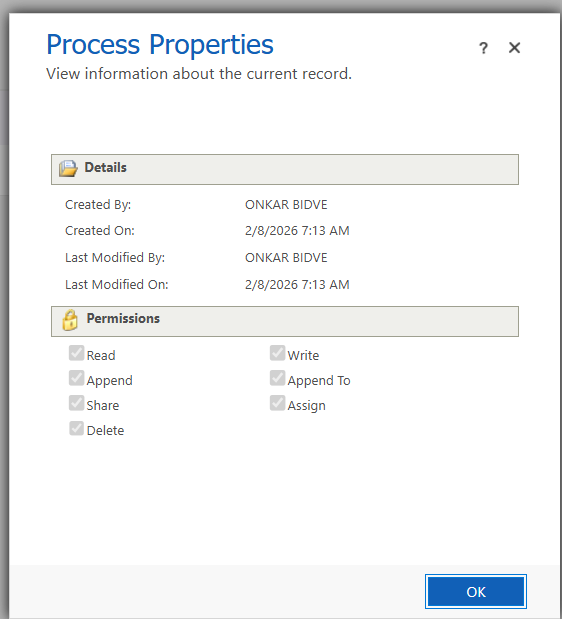 Process Properties
? ✕
View information about the current record.
Details
Created By: ONKAR BIDVE
Created On: 2/8/2026 7:13 AM
Last Modified By: ONKAR BIDVE
Last Modified On: 2/8/2026 7:13 AM
Permissions
Read Write
Append Append To
Share Assign
Delete
OK